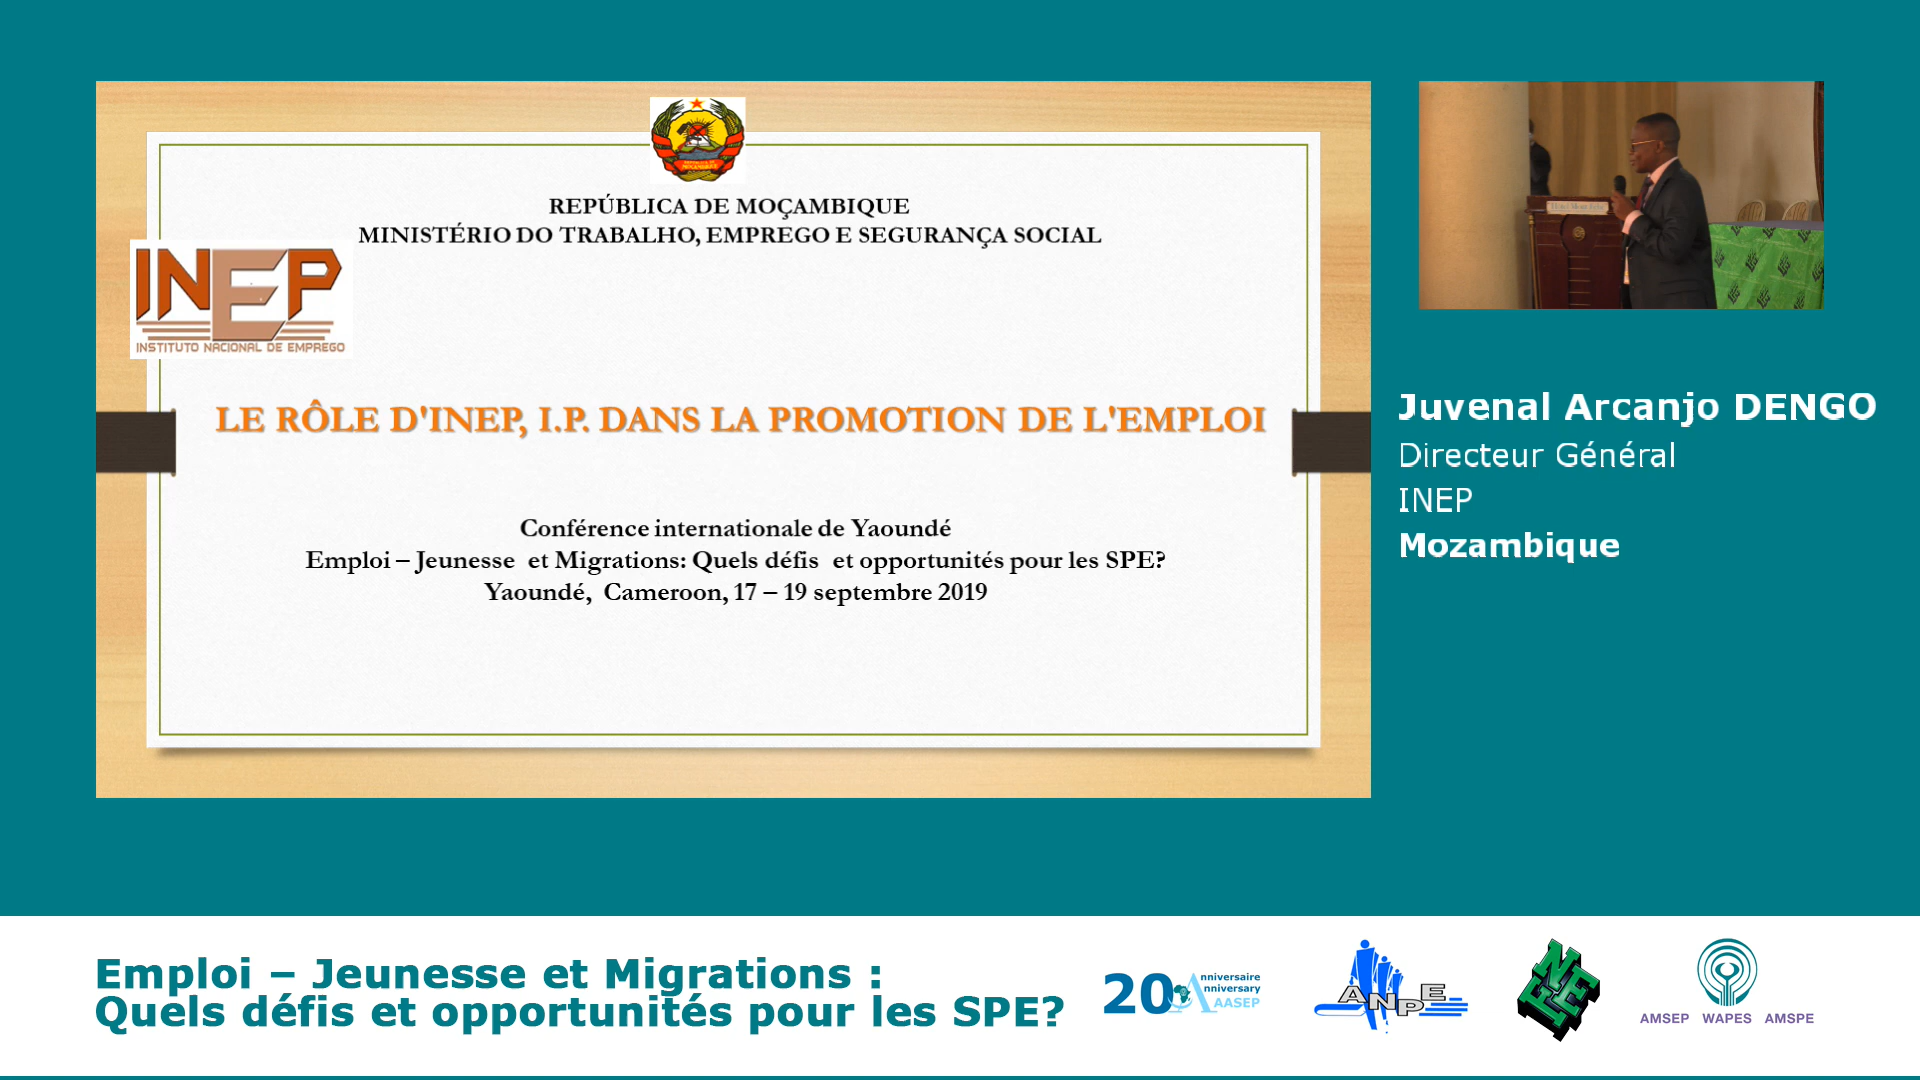 REPÚBLICA DE MOÇAMBIQUE
MINISTÉRIO DO TRABALHO, EMPREGO E SEGURANÇA SOCIAL
INEP
INSTITUTO NACIONAL DE EMPREGO
LE RÔLE D'INEP, I.P. DANS LA PROMOTION DE L'EMPLOI
Conférence internationale de Yaoundé
Emploi – Jeunesse et Migrations: Quels défis et opportunités pour les SPE?
Yaoundé, Cameroon, 17 – 19 septembre 2019
Juvenal Arcanjo DENGO
Directeur Général
INEP
Mozambique
Emploi – Jeunesse et Migrations :
Quels défis et opportunités pour les SPE?
20 Anniversaire
Anniversary
AASEP
ANPE
FNE
AMSEP WAPES AMSPE